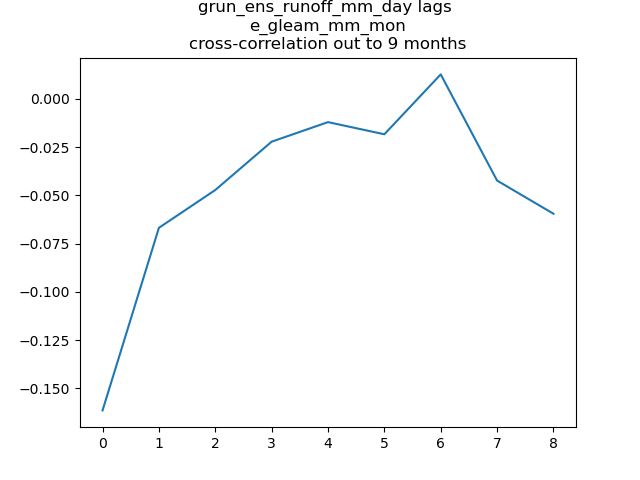 grun_ens_runoff_mm_day lags
e_gleam_mm_mon
cross-correlation out to 9 months
0.000
−0.025
−0.050
−0.075
−0.100
−0.125
−0.150
0 1 2 3 4 5 6 7 8